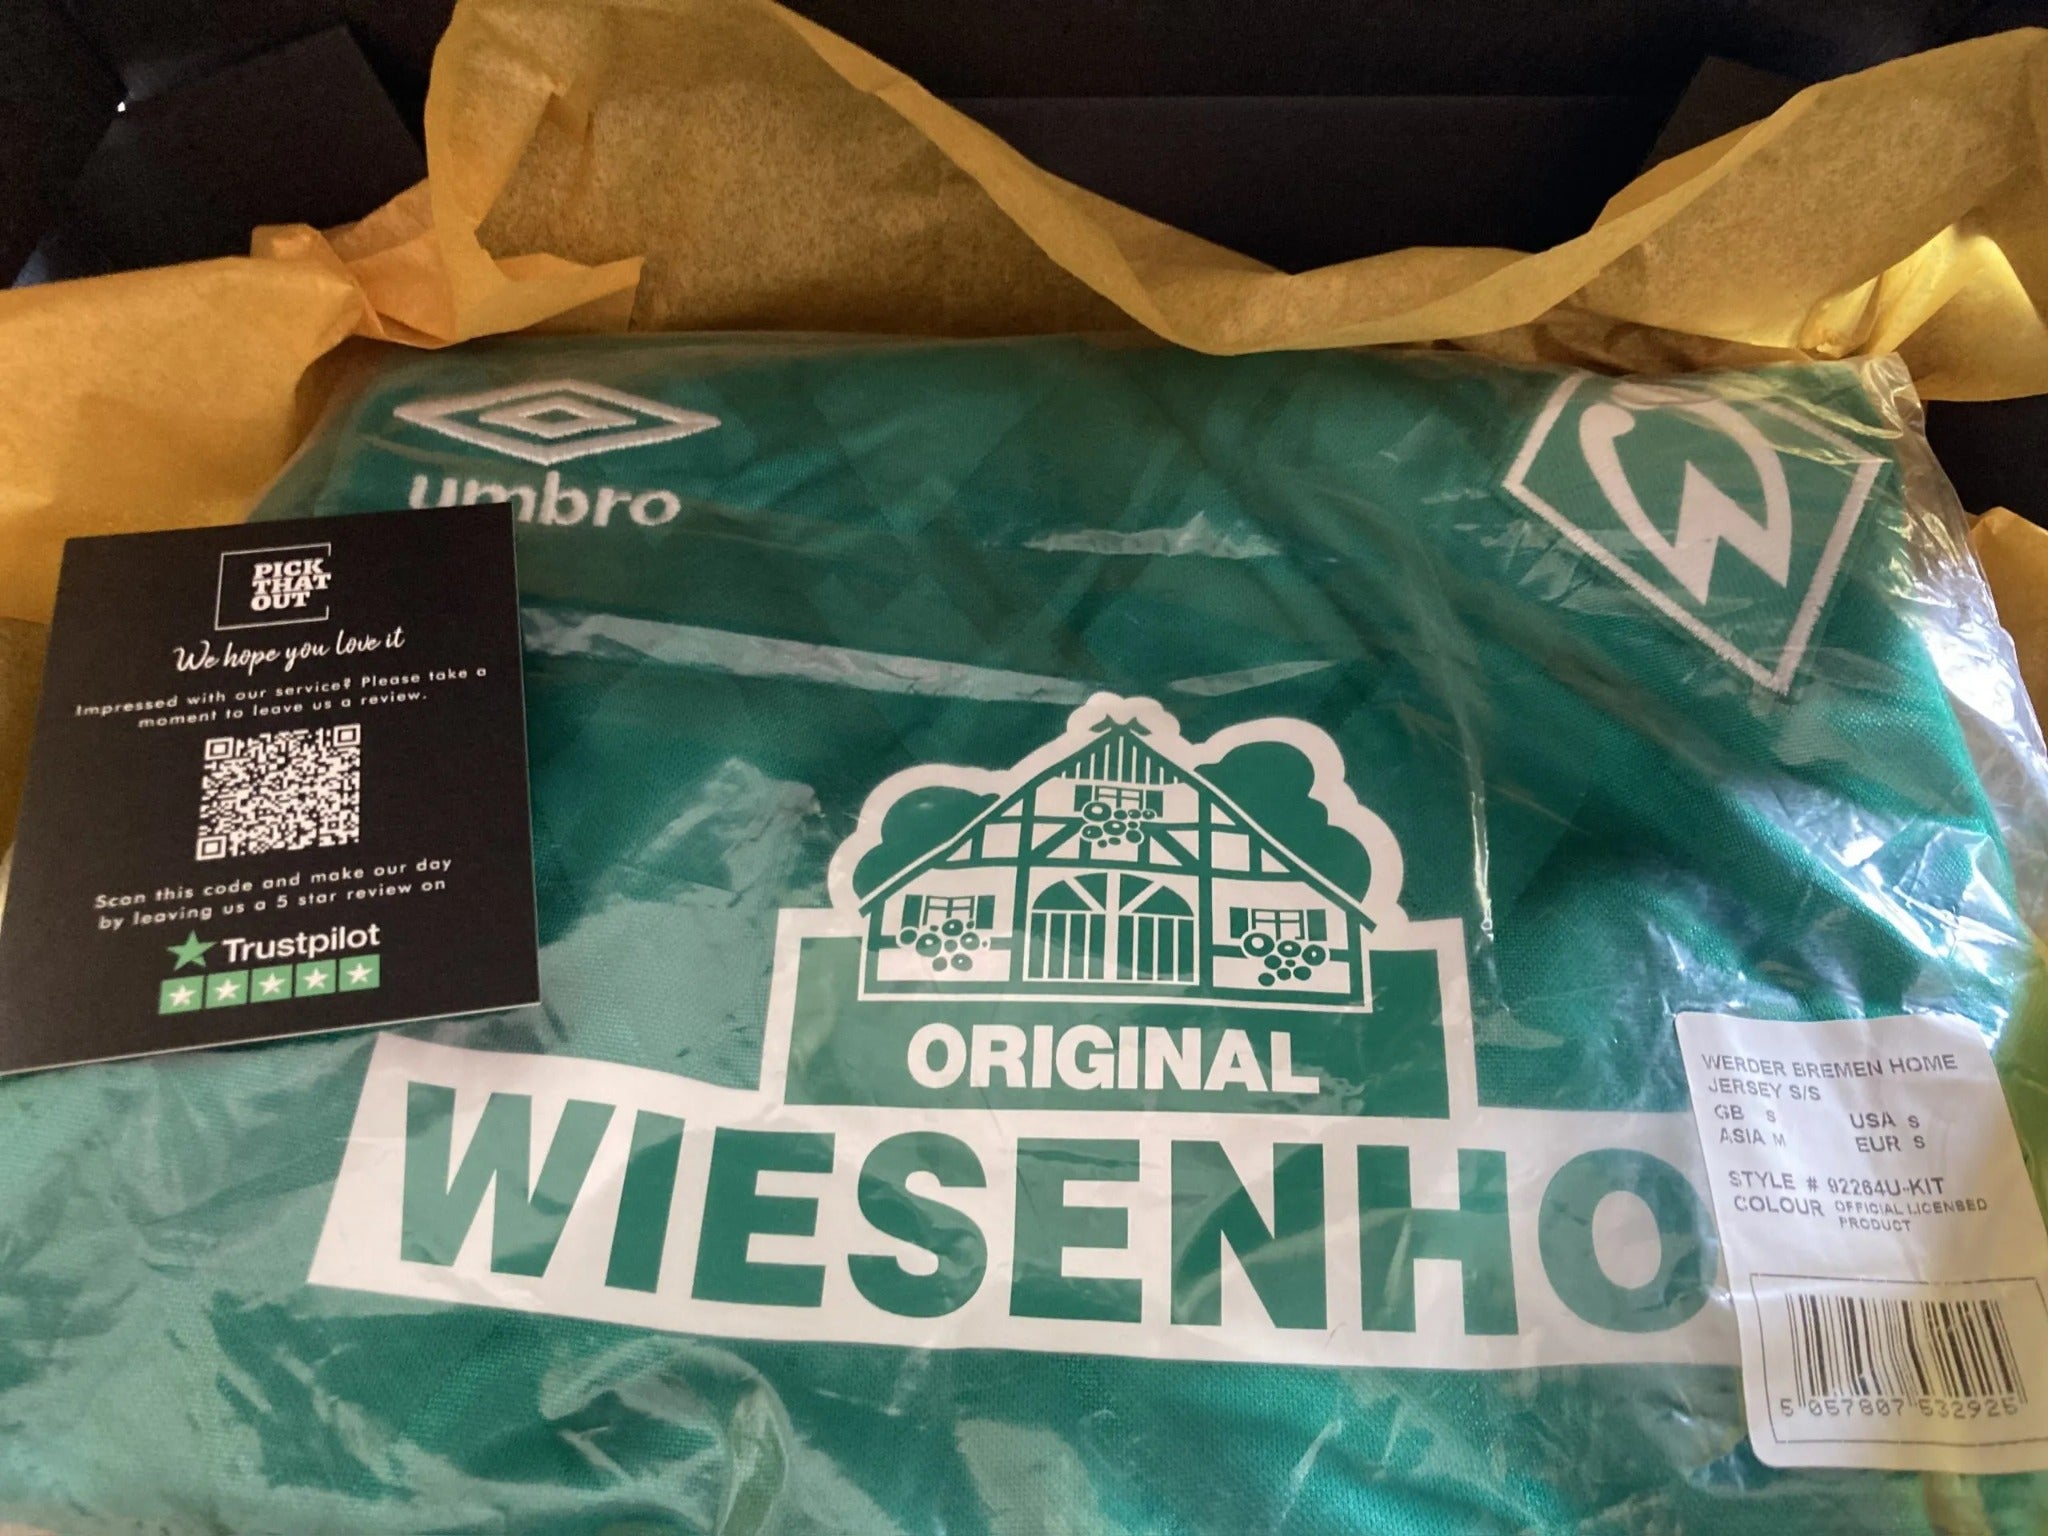 umbro
W
PICK
THAT
OUT
We hope you love it
Impressed with our service? Please take a
moment to leave us a review.
Scan this code and make our day
by leaving us a 5 star review on
Trustpilot
ORIGINAL
WIESENHO
WERDER BREMEN HOME
JERSEY S/S
GB S USA S
ASIA M EUR S
STYLE # 92264U-KIT
COLOUR OFFICIAL LICENSED
PRODUCT
5 057807 532925